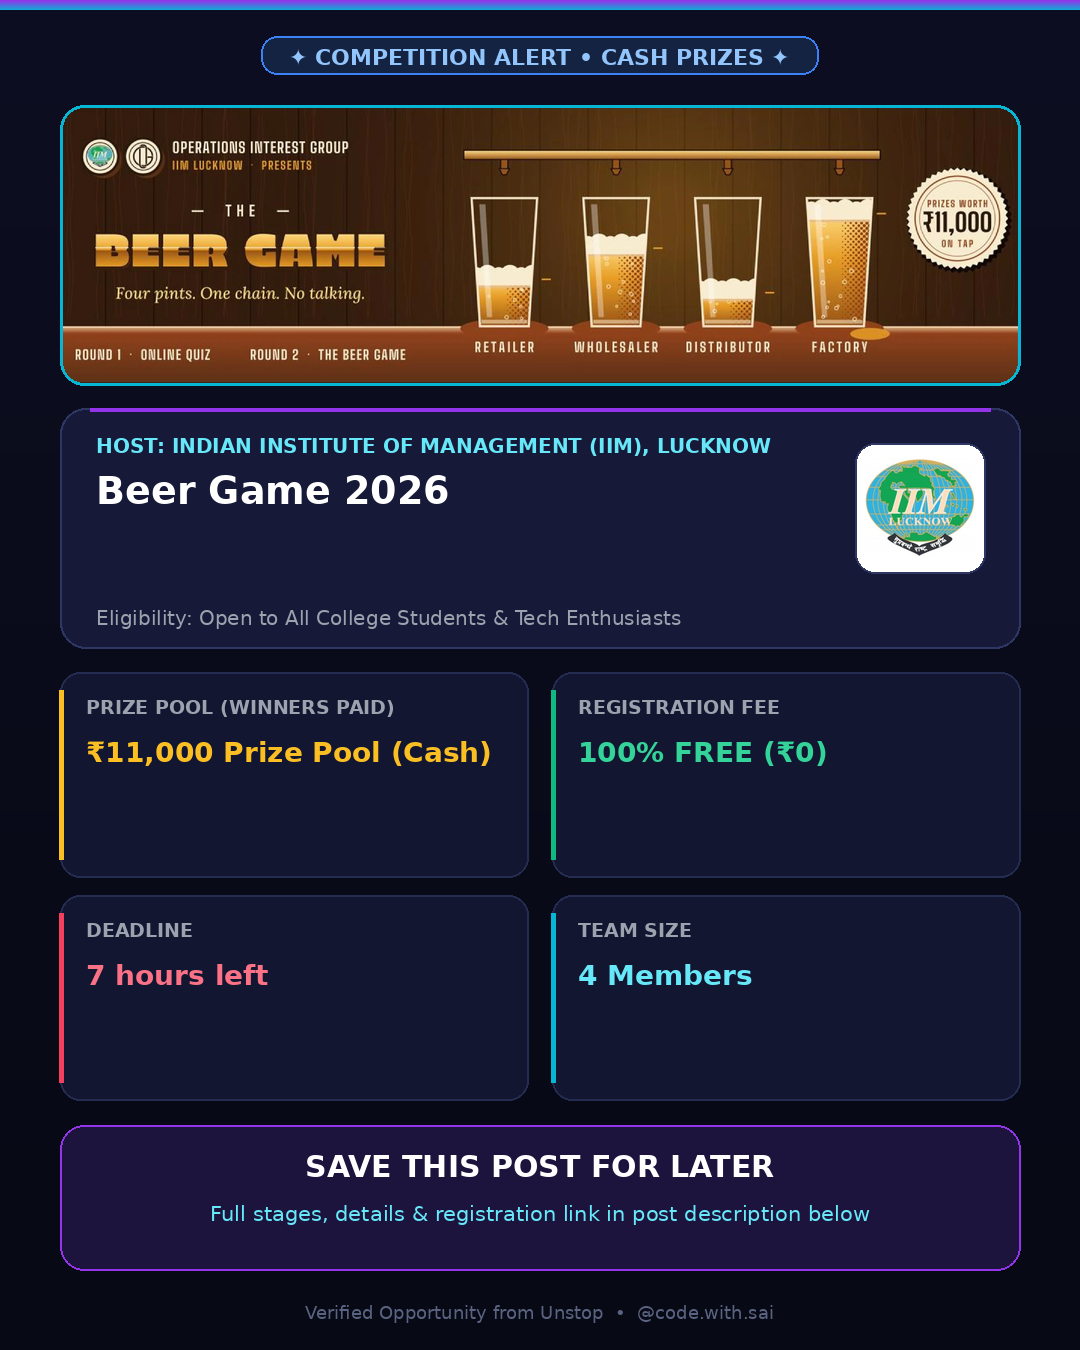 ✦ COMPETITION ALERT • CASH PRIZES ✦
OPERATIONS INTEREST GROUP
IIM LUCKNOW · PRESENTS
— THE —
BEER GAME
Four pints. One chain. No talking.
ROUND 1 · ONLINE QUIZ ROUND 2 · THE BEER GAME
RETAILER WHOLESALER DISTRIBUTOR FACTORY
PRIZES WORTH
₹11,000
ON TAP
HOST: INDIAN INSTITUTE OF MANAGEMENT (IIM), LUCKNOW
Beer Game 2026
IIM
LUCKNOW
Eligibility: Open to All College Students & Tech Enthusiasts
PRIZE POOL (WINNERS PAID)
₹11,000 Prize Pool (Cash)
REGISTRATION FEE
100% FREE (₹0)
DEADLINE
7 hours left
TEAM SIZE
4 Members
SAVE THIS POST FOR LATER
Full stages, details & registration link in post description below
Verified Opportunity from Unstop • @code.with.sai